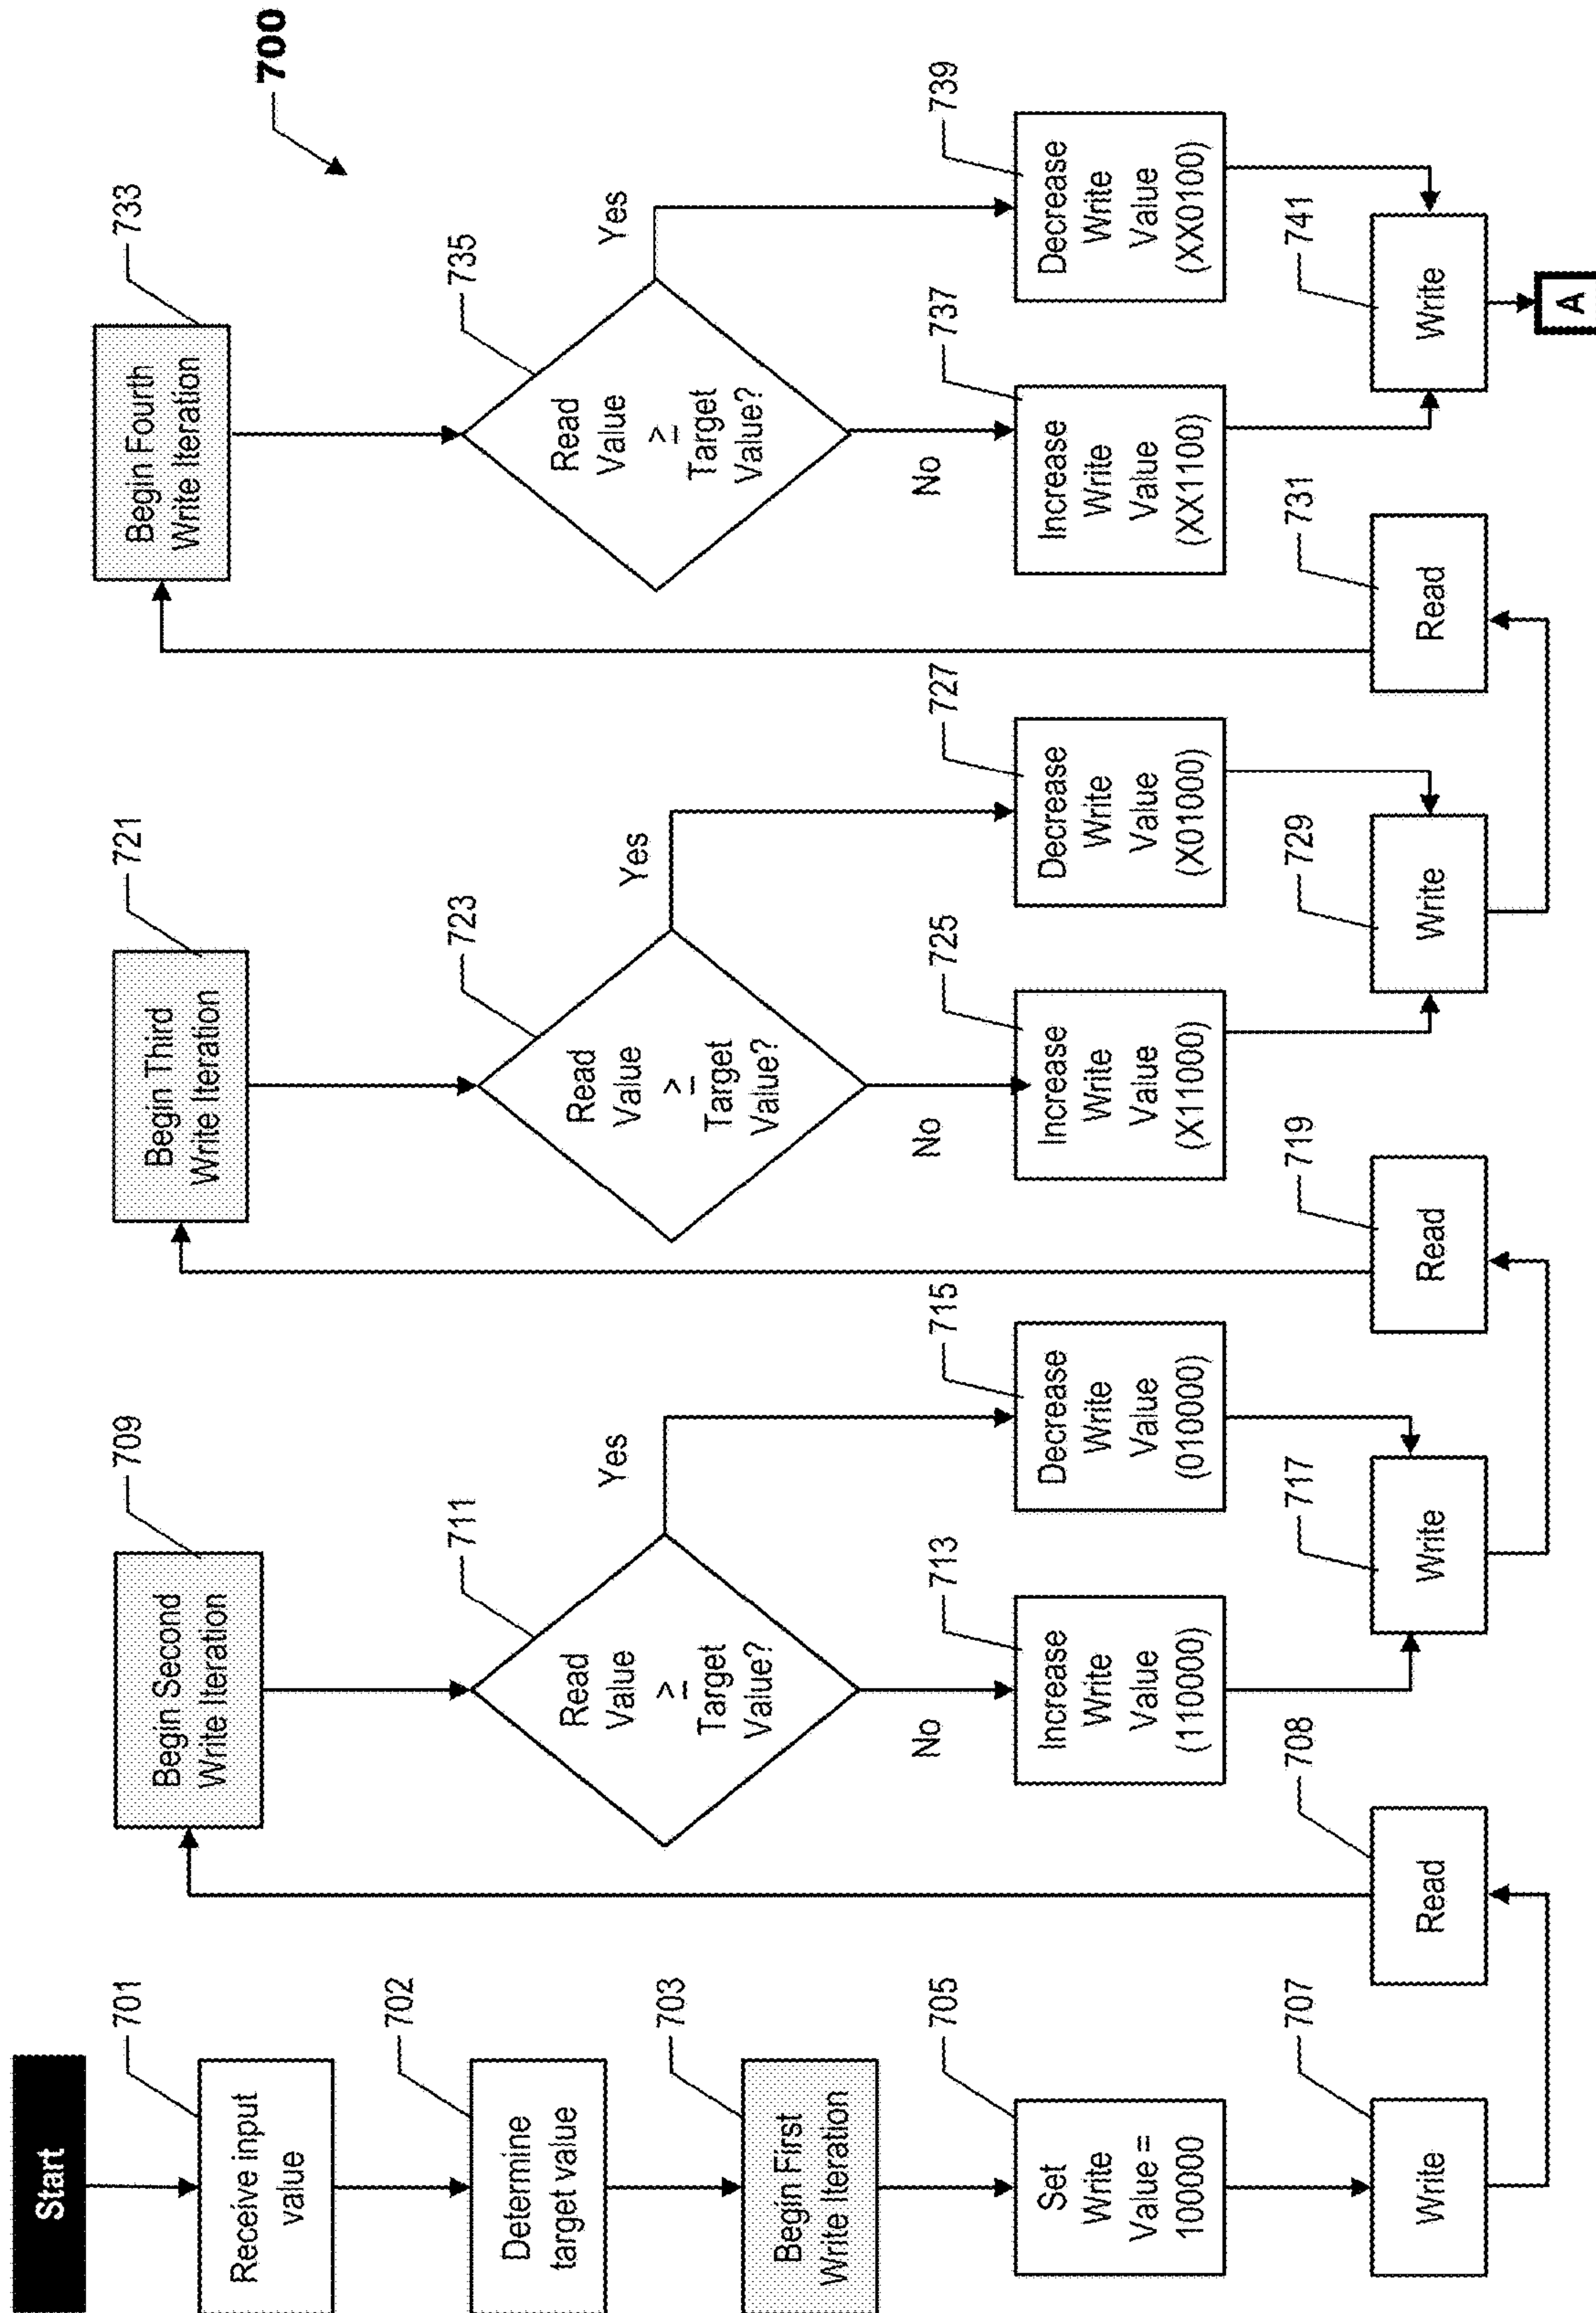 700
Start
701
Receive input
value
702
Determine
target value
703
Begin First
Write Iteration
705
Set
Write
Value =
100000
707
Write
708
Read
709
Begin Second
Write Iteration
711
Read
Value
>
Target
Value?
Yes
No
713
Increase
Write
Value
(110000)
715
Decrease
Write
Value
(010000)
717
Write
719
Read
721
Begin Third
Write Iteration
723
Read
Value
>
Target
Value?
Yes
No
725
Increase
Write
Value
(X11000)
727
Decrease
Write
Value
(X01000)
729
Write
731
Read
733
Begin Fourth
Write Iteration
735
Read
Value
>
Target
Value?
Yes
No
737
Increase
Write
Value
(XX1100)
739
Decrease
Write
Value
(XX0100)
741
Write
A